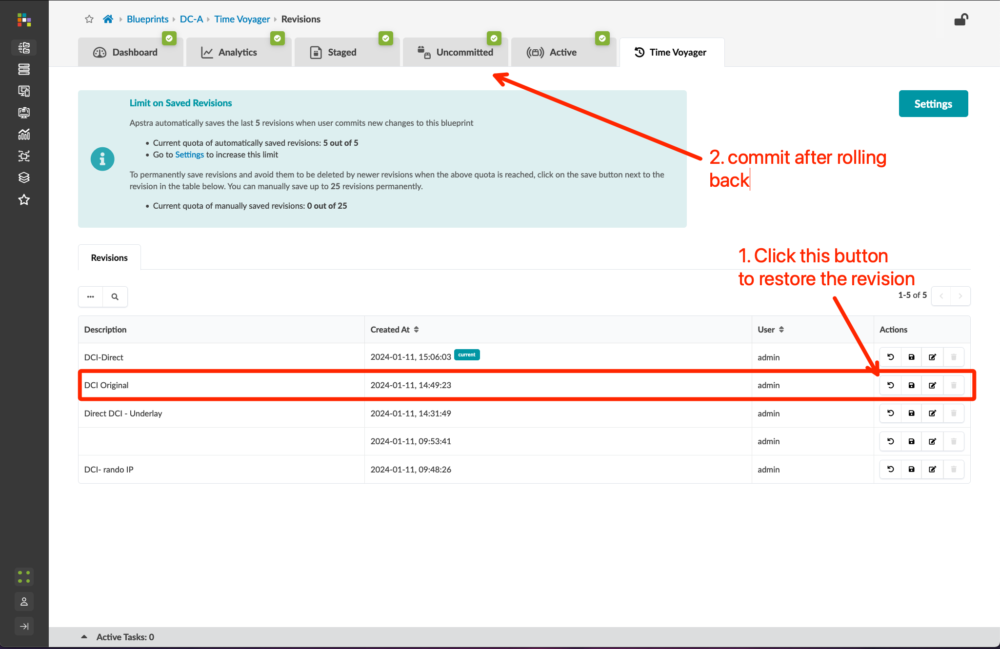 Blueprints DC-A Time Voyager Revisions
Dashboard Analytics Staged Uncommitted Active Time Voyager
Limit on Saved Revisions
Apstra automatically saves the last 5 revisions when user commits new changes to this blueprint
• Current quota of automatically saved revisions: 5 out of 5
• Go to Settings to increase this limit
To permanently save revisions and avoid them to be deleted by newer revisions when the above quota is reached, click on the save button next to the
revision in the table below. You can manually save up to 25 revisions permanently.
• Current quota of manually saved revisions: 0 out of 25
Settings
2. commit after rolling
back
Revisions
1. Click this button
to restore the revision
1-5 of 5
Description Created At User Actions
DCI-Direct 2024-01-11, 15:06:03 current admin
DCI Original 2024-01-11, 14:49:23 admin
Direct DCI - Underlay 2024-01-11, 14:31:49 admin
2024-01-11, 09:53:41 admin
DCI- rando IP 2024-01-11, 09:48:26 admin
Active Tasks: 0